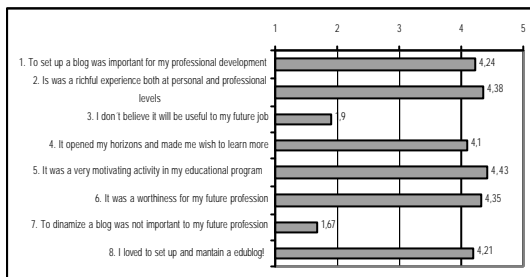 1 2 3 4 5
1. To set up a blog was important for my professional development 4,24
2. Is was a richful experience both at personal and professional
levels 4,38
3. I don´t believe it will be useful to my future job 1,9
4. It opened my horizons and made me wish to learn more 4,1
5. It was a very motivating activity in my educational program 4,43
6. It was a worthiness for my future profession 4,35
7. To dinamize a blog was not important to my future profession 1,67
8. I loved to set up and mantain a edublog! 4,21